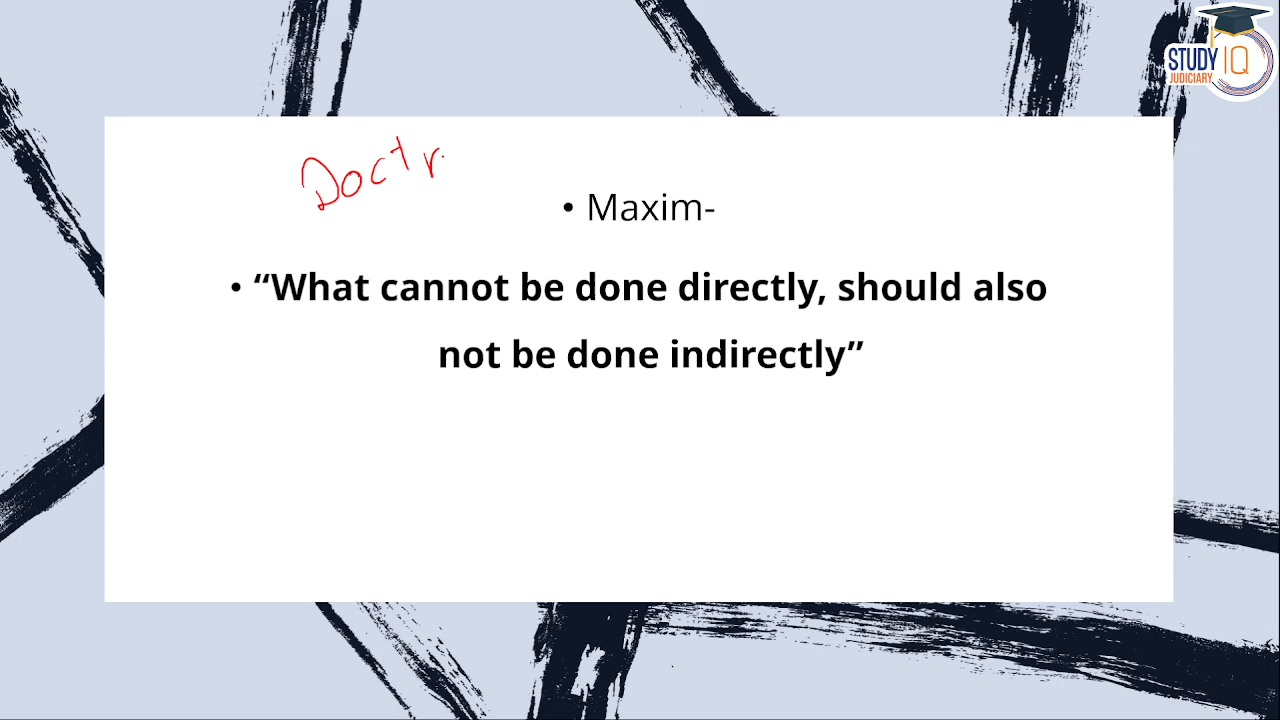 STUDY IQ
JUDICIARY
Doctr
• Maxim-
• “What cannot be done directly, should also
not be done indirectly”